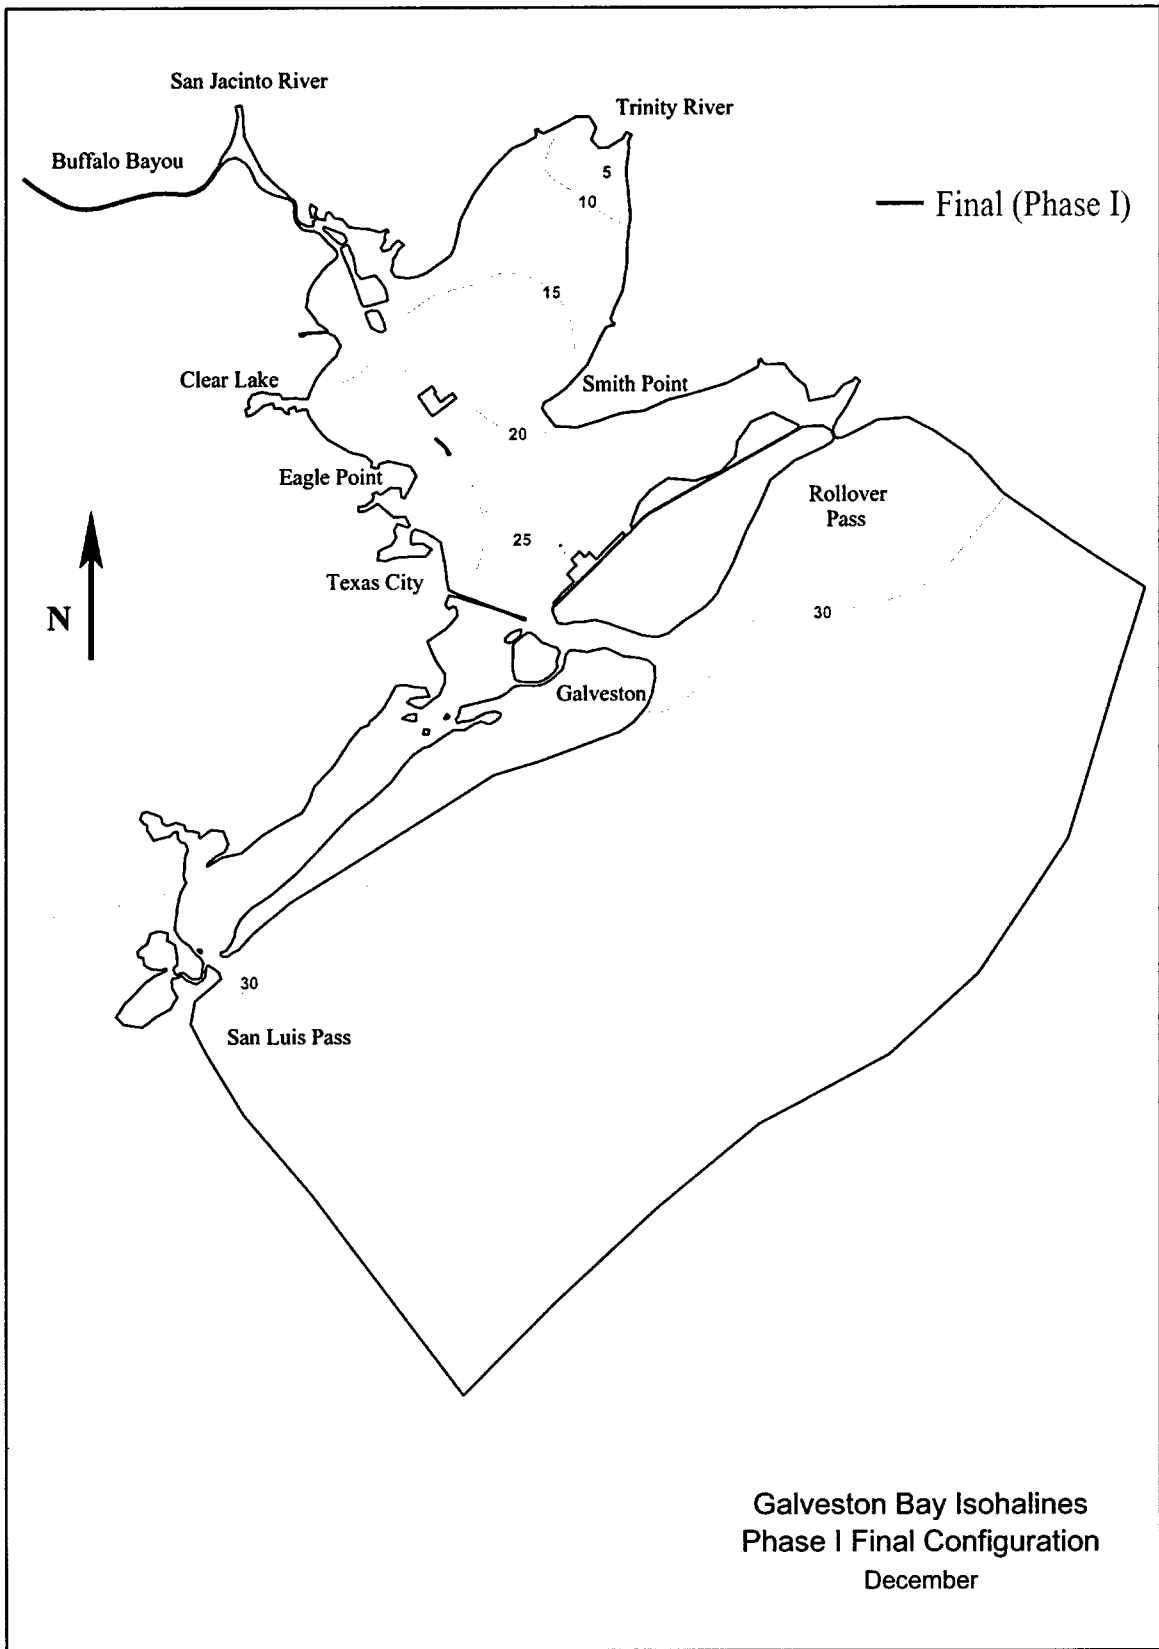 San Jacinto River
Trinity River
Buffalo Bayou
5
10
Final (Phase I)
15
Clear Lake
Smith Point
20
Eagle Point
Rollover
Pass
25
Texas City
N
30
Galveston
30
San Luis Pass
Galveston Bay Isohalines
Phase I Final Configuration
December